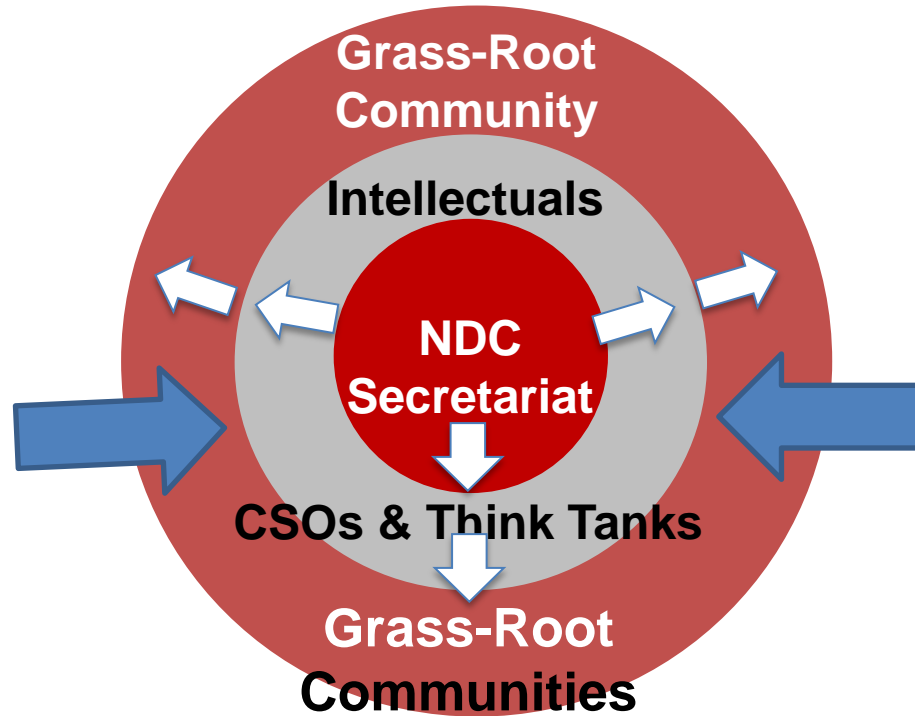 Grass-Root
Community
Intellectuals
NDC
Secretariat
CSOs & Think Tanks
Grass-Root
Communities